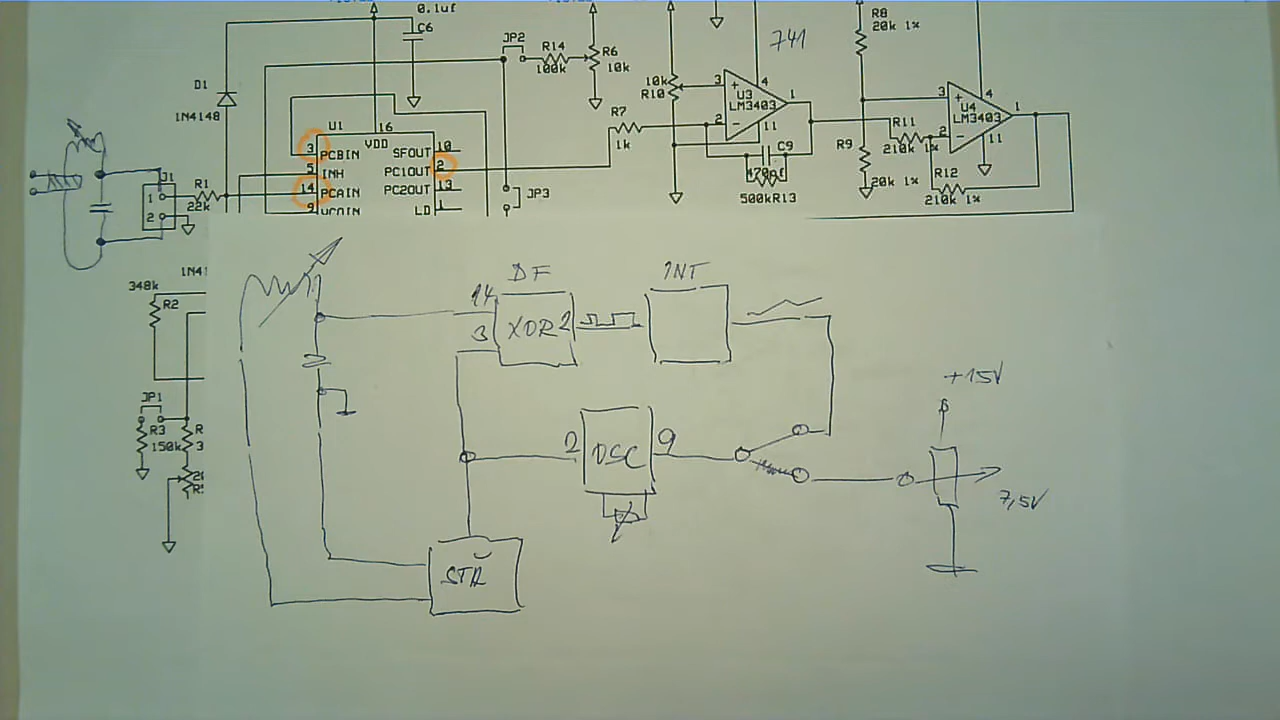 0.1uf
C6
D1
1N4148
JP2
R14
100k
R6
10k
10k
R10
741
3
2
4
1
11
U3
LM3403
R7
1k
C9
500kR13
R8
20k 1%
R9
20k 1%
R11
210k 1%
R12
210k 1%
3
2
4
1
11
U4
LM3403
U1
16
VDD
3
PCBIN
5
INH
14
PCAIN
9
VCOIN
SFOUT
10
PC1OUT
2
PC2OUT
13
LD
1
JP3
J1
1
2
R1
22k
348k
R2
JP1
R3
150k
DF
14
3
XOR 2
INT
2
OSC
9
STŘ
+15V
7,5V